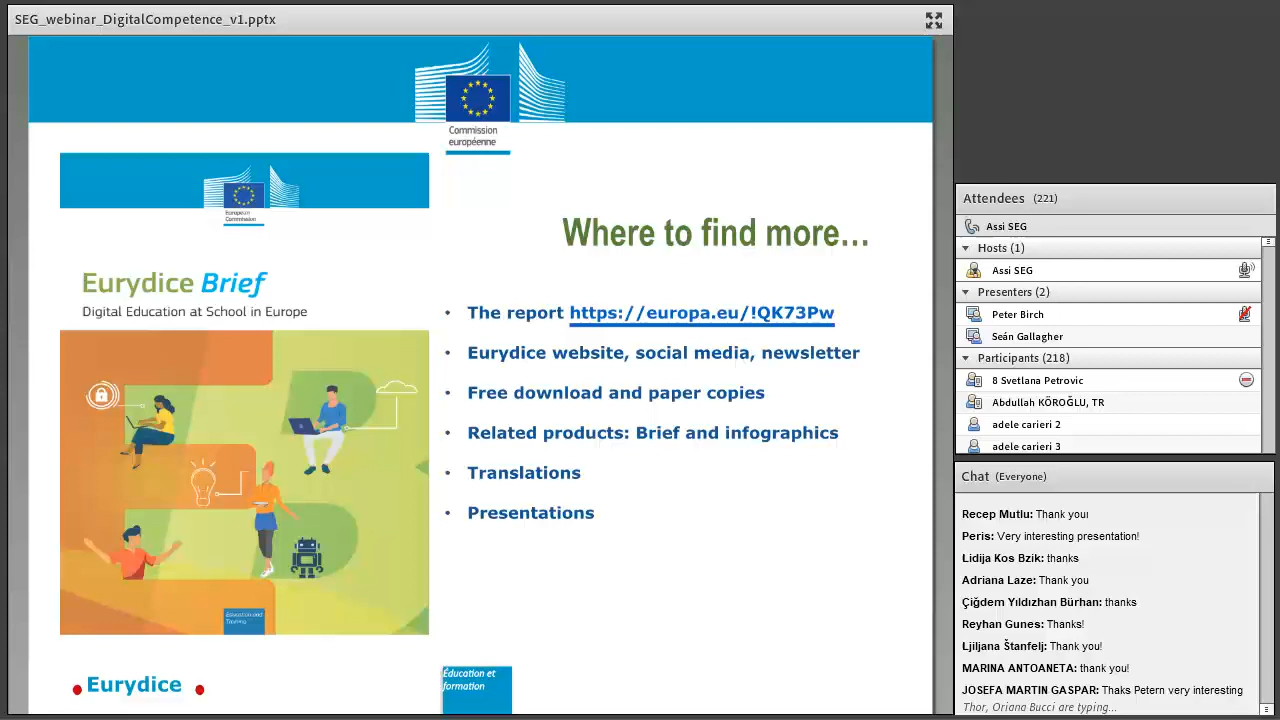 SEG_webinar_DigitalCompetence_v1.pptx
Commission
européenne
European
Commission
Where to find more...
Eurydice Brief
Digital Education at School in Europe
• The report https://europa.eu/!QK73Pw
• Eurydice website, social media, newsletter
• Free download and paper copies
• Related products: Brief and infographics
• Translations
• Presentations
Education and
Training
Eurydice
Éducation et
formation
Attendees (221)
Assi SEG
Hosts (1)
Assi SEG
Presenters (2)
Peter Birch
Seán Gallagher
Participants (218)
8 Svetlana Petrovic
Abdullah KÖROĞLU, TR
adele carieri 2
adele carieri 3
Chat (Everyone)
Recep Mutlu: Thank you!
Peris: Very interesting presentation!
Lidija Kos Bzik: thanks
Adriana Laze: Thank you
Çiğdem Yıldızhan Bürhan: thanks
Reyhan Gunes: Thanks!
Ljiljana Štanfelj: Thank you!
MARINA ANTOANETA: thank you!
JOSEFA MARTIN GASPAR: Thaks Petern very interesting
Thor, Oriana Bucci are typing...